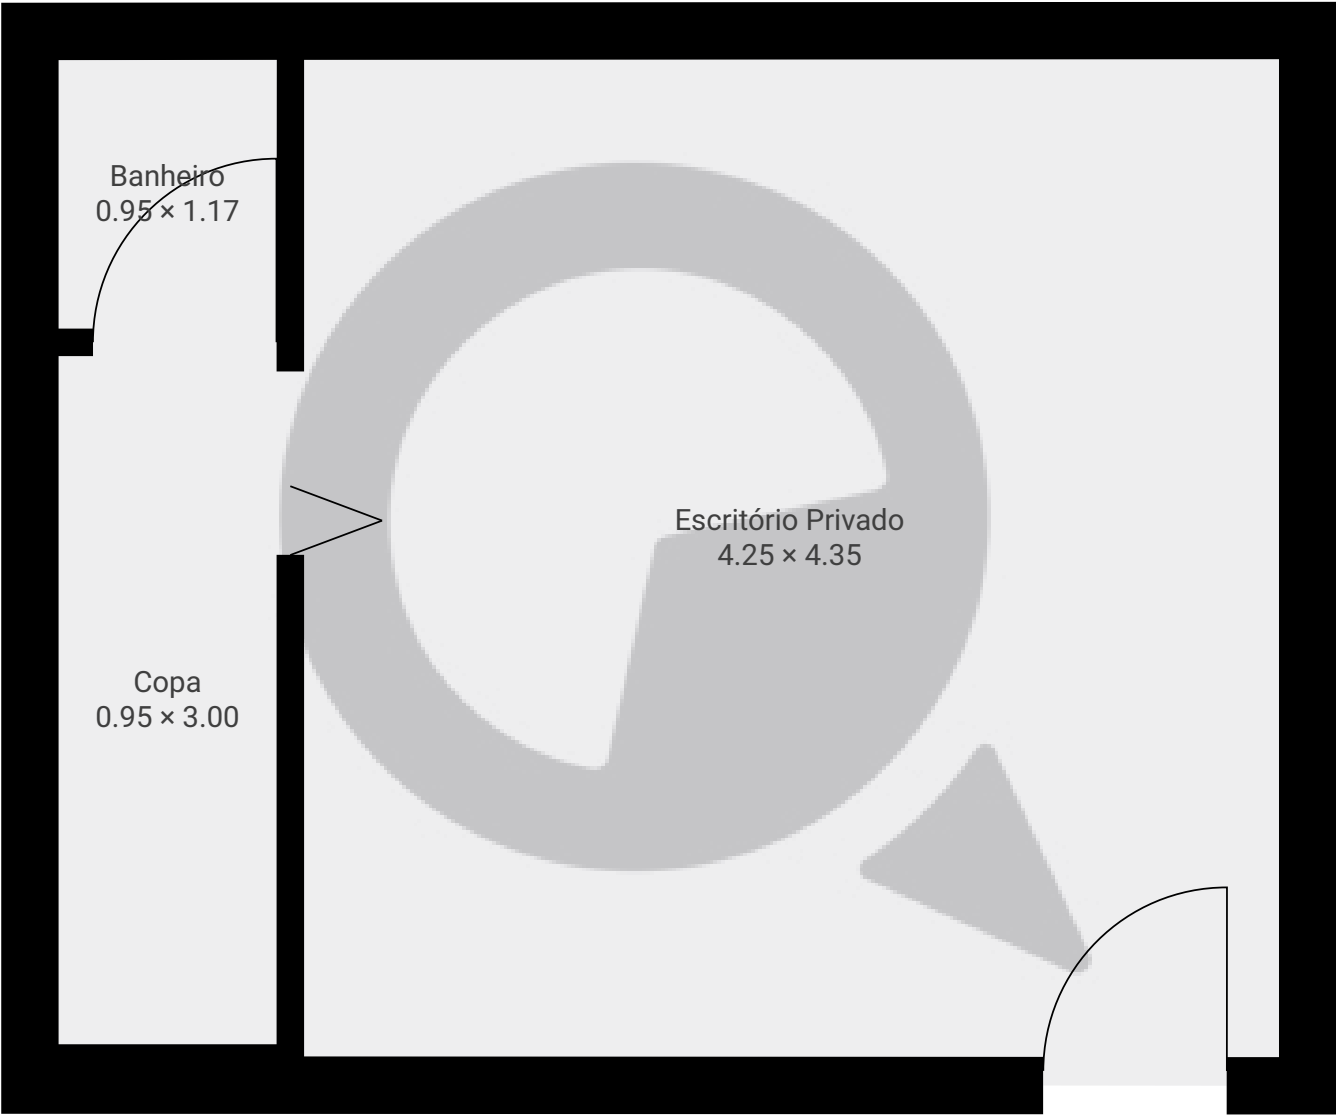 Banheiro
0.95 × 1.17
Escritório Privado
4.25 × 4.35
Copa
0.95 × 3.00